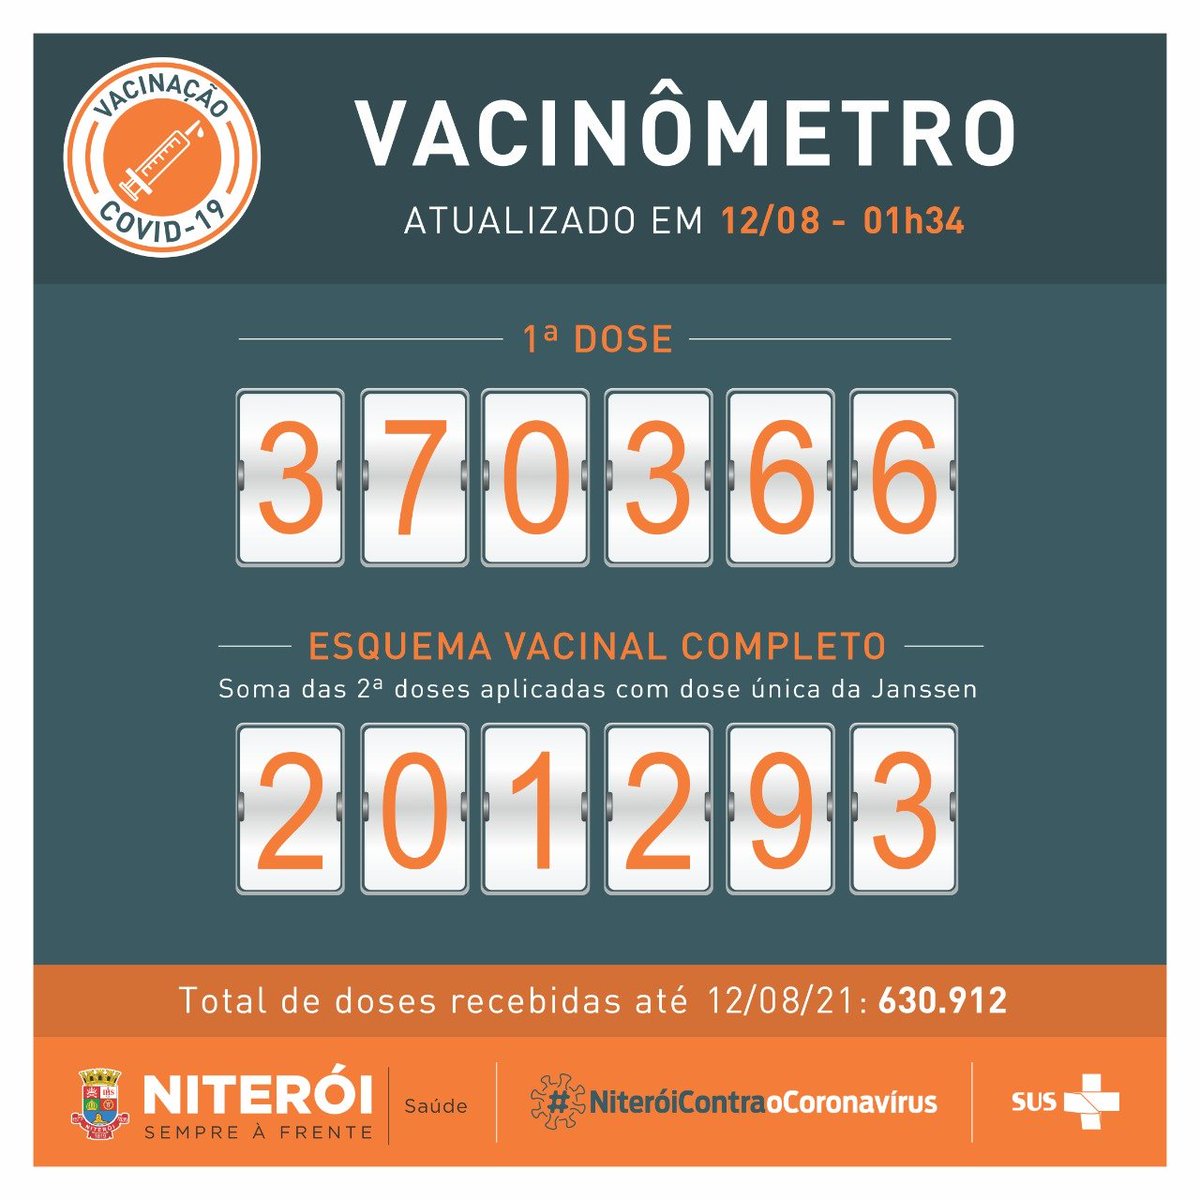 VACINAÇÃO
COVID-19
VACINÔMETRO
ATUALIZADO EM 12/08 - 01h34
1ª DOSE
370366
ESQUEMA VACINAL COMPLETO
Soma das 2ª doses aplicadas com dose única da Janssen
201293
Total de doses recebidas até 12/08/21: 630.912
NITERÓI
SEMPRE À FRENTE
Saúde
#NiteróiContraoCoronavírus
SUS